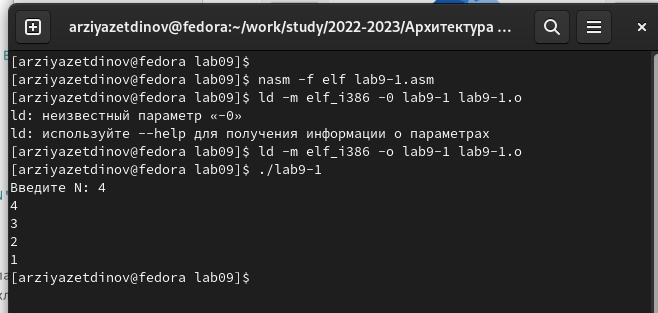 arziyazetdinov@fedora:~/work/study/2022-2023/Архитектура ...
[arziyazetdinov@fedora lab09]$
[arziyazetdinov@fedora lab09]$ nasm -f elf lab9-1.asm
[arziyazetdinov@fedora lab09]$ ld -m elf_i386 -0 lab9-1 lab9-1.o
ld: неизвестный параметр «-0»
ld: используйте --help для получения информации о параметрах
[arziyazetdinov@fedora lab09]$ ld -m elf_i386 -o lab9-1 lab9-1.o
[arziyazetdinov@fedora lab09]$ ./lab9-1
Введите N: 4
4
3
2
1
[arziyazetdinov@fedora lab09]$